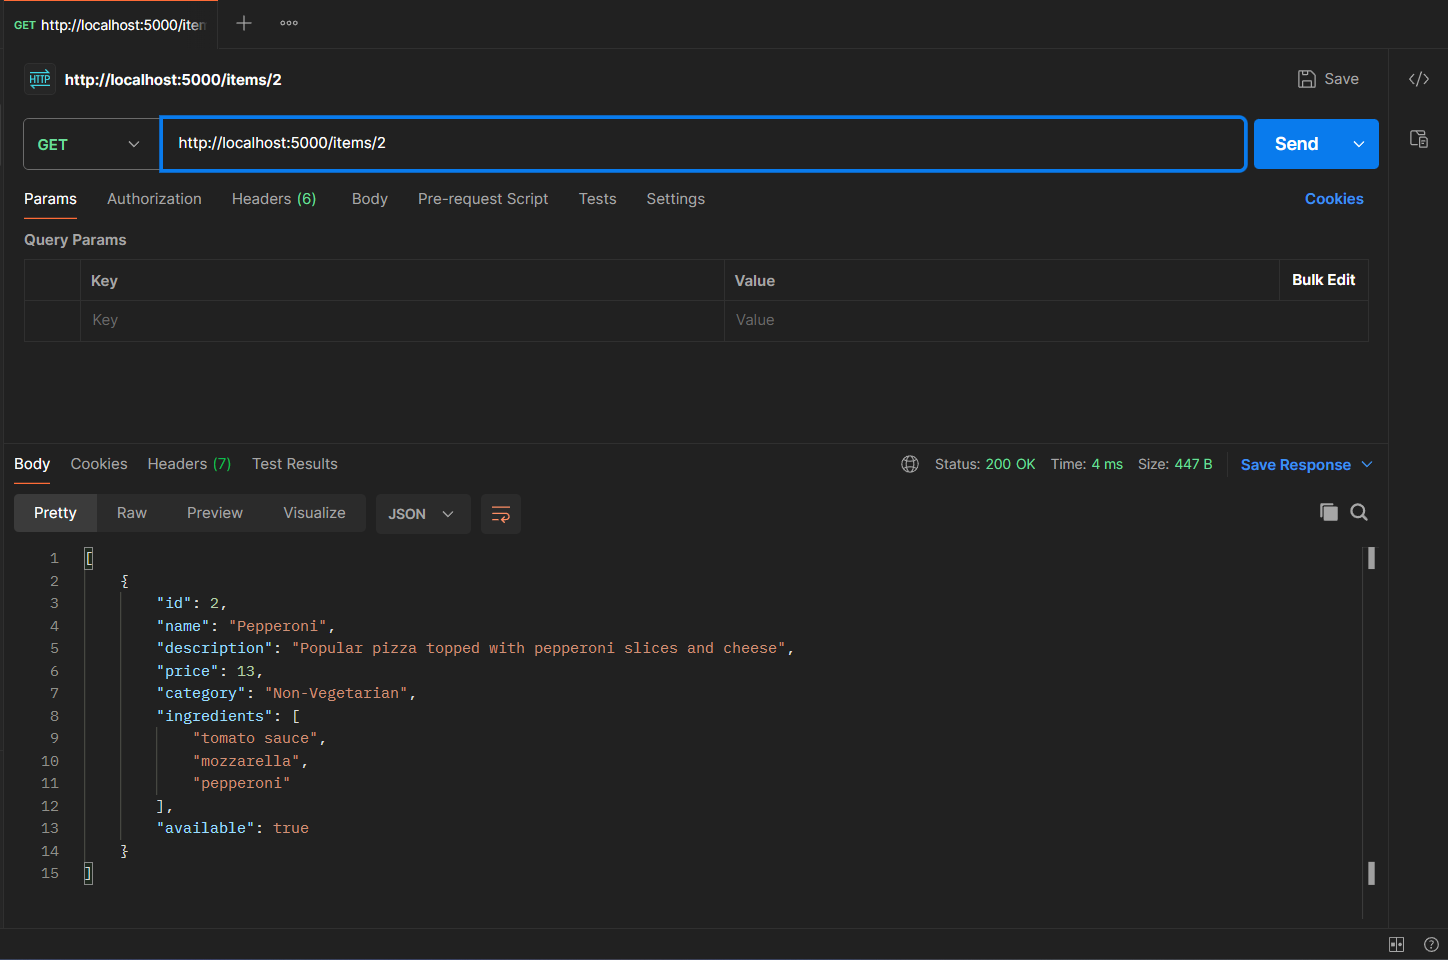 GET http://localhost:5000/iten
HTTP http://localhost:5000/items/2
Save
GET
http://localhost:5000/items/2
Send
Params Authorization Headers (6) Body Pre-request Script Tests Settings Cookies
Query Params
Key Value Bulk Edit
Key Value
Body Cookies Headers (7) Test Results Status: 200 OK Time: 4 ms Size: 447 B Save Response
Pretty Raw Preview Visualize JSON
1 [
2 {
3 "id": 2,
4 "name": "Pepperoni",
5 "description": "Popular pizza topped with pepperoni slices and cheese",
6 "price": 13,
7 "category": "Non-Vegetarian",
8 "ingredients": [
9 "tomato sauce",
10 "mozzarella",
11 "pepperoni"
12 ],
13 "available": true
14 }
15 ]